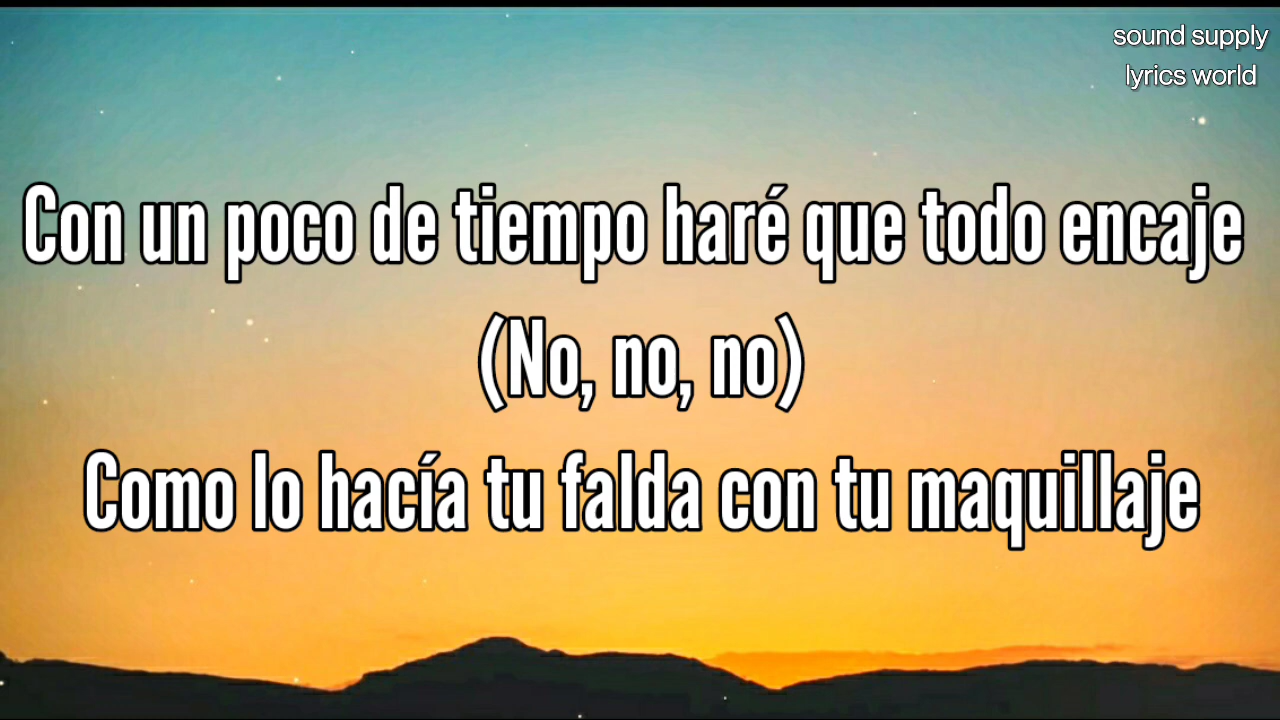 sound supply
lyrics world
Con un poco de tiempo haré que todo encaje
(No, no, no)
Como lo hacía tu falda con tu maquillaje